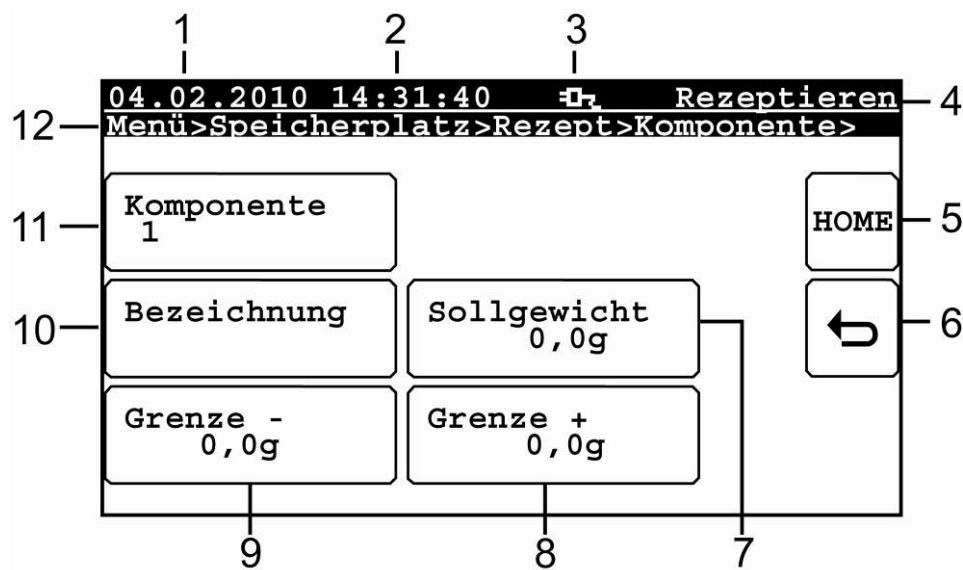 1 2 3
04.02.2010 14:31:40 Rezeptieren 4
12 Menü>Speicherplatz>Rezept>Komponente>
Komponente
11 1 HOME 5
10 Bezeichnung Sollgewicht 6
0,0g
Grenze - Grenze +
0,0g 0,0g
9 8 7